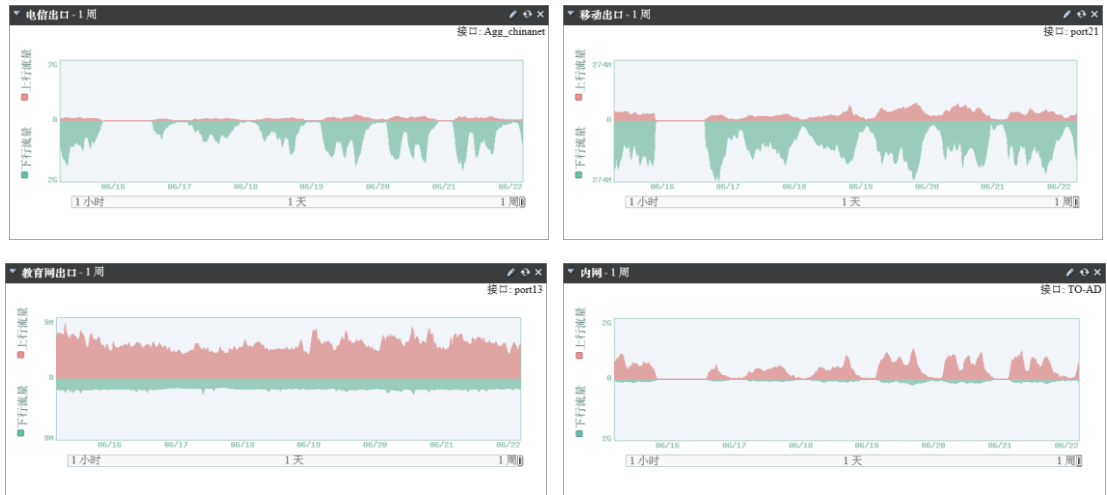 电信出口 - 1 周
接口: Agg_chinanet
上行流量
下行流量
2G
0
2G
06/16 06/17 06/18 06/19 06/20 06/21 06/22
1 小时 1 天 1 周
移动出口 - 1 周
接口: port21
上行流量
下行流量
274M
0
274M
06/16 06/17 06/18 06/19 06/20 06/21 06/22
1 小时 1 天 1 周
教育网出口 - 1 周
接口: port13
上行流量
下行流量
9M
0
9M
06/16 06/17 06/18 06/19 06/20 06/21 06/22
1 小时 1 天 1 周
内网 - 1 周
接口: TO-AD
上行流量
下行流量
2G
0
2G
06/16 06/17 06/18 06/19 06/20 06/21 06/22
1 小时 1 天 1 周